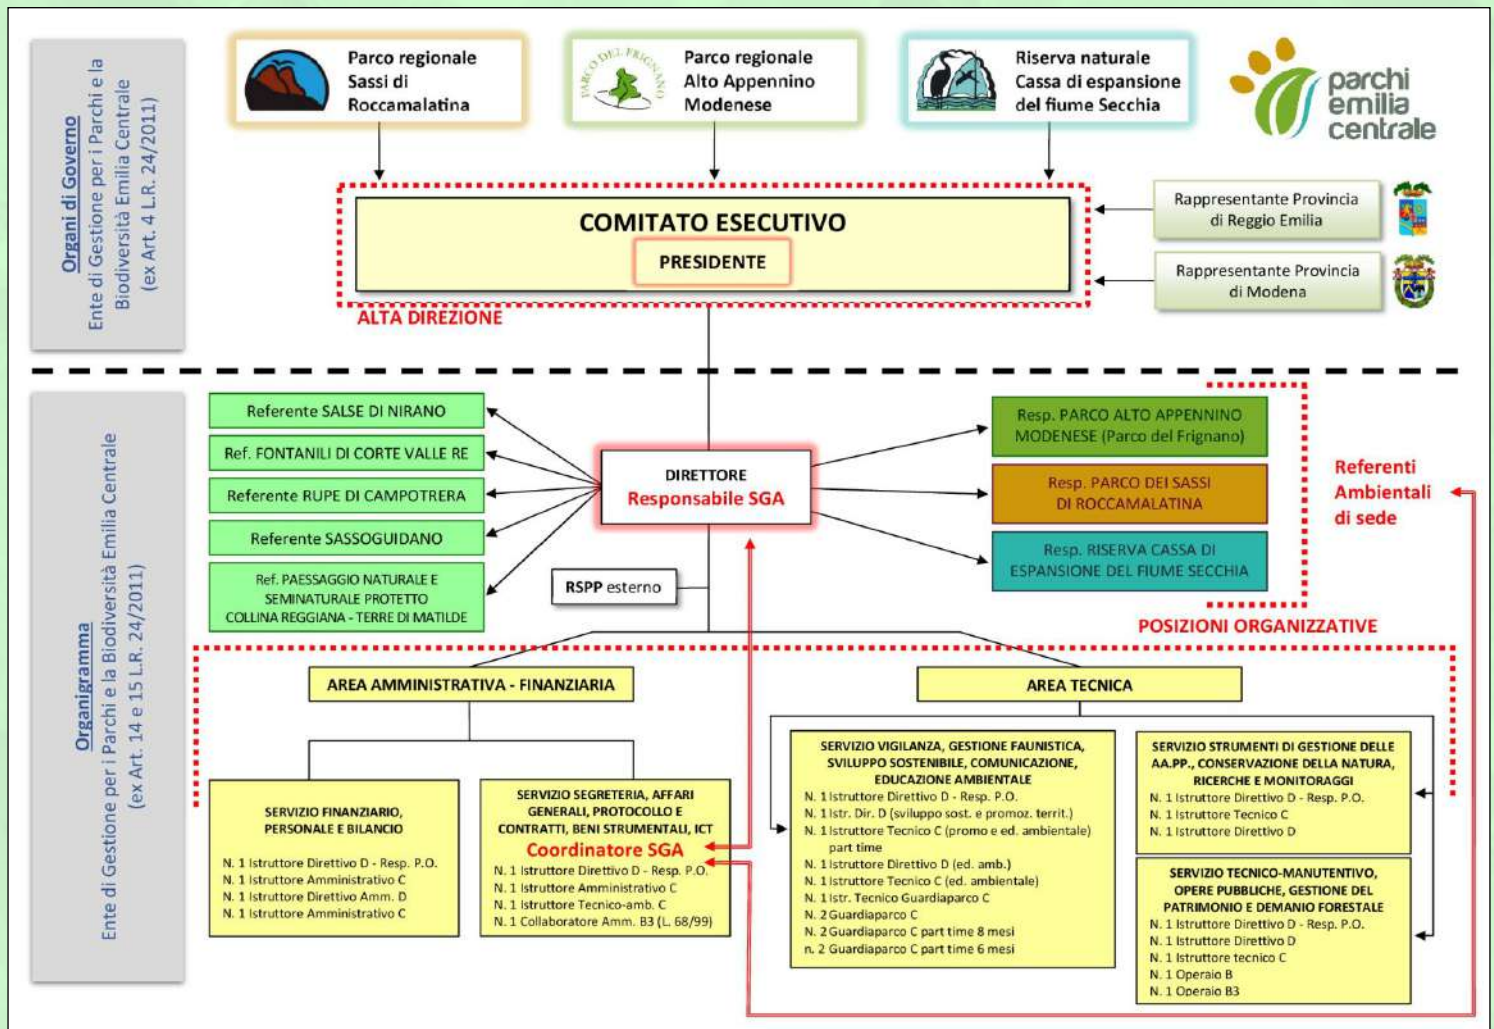 Organi di Governo
Ente di Gestione per i Parchi e la
Biodiversità Emilia Centrale
(ex Art. 4 L.R. 24/2011)
Parco regionale
Sassi di
Roccamalatina
PARCO DEL FRIGNANO
Parco regionale
Alto Appennino
Modenese
Riserva naturale
Cassa di espansione
del fiume Secchia
parchi
emilia
centrale
COMITATO ESECUTIVO
PRESIDENTE
ALTA DIREZIONE
Rappresentante Provincia
di Reggio Emilia
Rappresentante Provincia
di Modena
Organigramma
Ente di Gestione per i Parchi e la Biodiversità Emilia Centrale
(ex Art. 14 e 15 L.R. 24/2011)
Referente SALSE DI NIRANO
Ref. FONTANILI DI CORTE VALLE RE
Referente RUPE DI CAMPOTRERA
Referente SASSOGUIDANO
Ref. PAESSAGGIO NATURALE E
SEMINATURALE PROTETTO
COLLINA REGGIANA - TERRE DI MATILDE
DIRETTORE
Responsabile SGA
RSPP esterno
Resp. PARCO ALTO APPENNINO
MODENESE (Parco del Frignano)
Resp. PARCO DEI SASSI
DI ROCCAMALATINA
Resp. RISERVA CASSA DI
ESPANSIONE DEL FIUME SECCHIA
Referenti
Ambientali
di sede
POSIZIONI ORGANIZZATIVE
AREA AMMINISTRATIVA - FINANZIARIA
AREA TECNICA
SERVIZIO FINANZIARIO,
PERSONALE E BILANCIO
N. 1 Istruttore Direttivo D - Resp. P.O.
N. 1 Istruttore Amministrativo C
N. 1 Istruttore Direttivo Amm. D
N. 1 Istruttore Amministrativo C
SERVIZIO SEGRETERIA, AFFARI
GENERALI, PROTOCOLLO E
CONTRATTI, BENI STRUMENTALI, ICT
Coordinatore SGA
N. 1 Istruttore Direttivo D - Resp. P.O.
N. 1 Istruttore Amministrativo C
N. 1 Istruttore Tecnico-amb. C
N. 1 Collaboratore Amm. B3 (L. 68/99)
SERVIZIO VIGILANZA, GESTIONE FAUNISTICA,
SVILUPPO SOSTENIBILE, COMUNICAZIONE,
EDUCAZIONE AMBIENTALE
N. 1 Istruttore Direttivo D - Resp. P.O.
N. 1 Istr. Dir. D (sviluppo sost. e promoz. territ.)
N. 1 Istruttore Tecnico C (promo e ed. ambientale)
part time
N. 1 Istruttore Direttivo D (ed. amb.)
N. 1 Istruttore Tecnico C (ed. ambientale)
N. 1 Istr. Tecnico Guardiaparco C
N. 2 Guardiaparco C
N. 2 Guardiaparco C part time 8 mesi
n. 2 Guardiaparco C part time 6 mesi
SERVIZIO STRUMENTI DI GESTIONE DELLE
AA.PP., CONSERVAZIONE DELLA NATURA,
RICERCHE E MONITORAGGI
N. 1 Istruttore Direttivo D - Resp. P.O.
N. 1 Istruttore Tecnico C
N. 1 Istruttore Direttivo D
SERVIZIO TECNICO-MANUTENTIVO,
OPERE PUBBLICHE, GESTIONE DEL
PATRIMONIO E DEMANIO FORESTALE
N. 1 Istruttore Direttivo D - Resp. P.O.
N. 1 Istruttore Direttivo D
N. 1 Istruttore tecnico C
N. 1 Operaio B
N. 1 Operaio B3